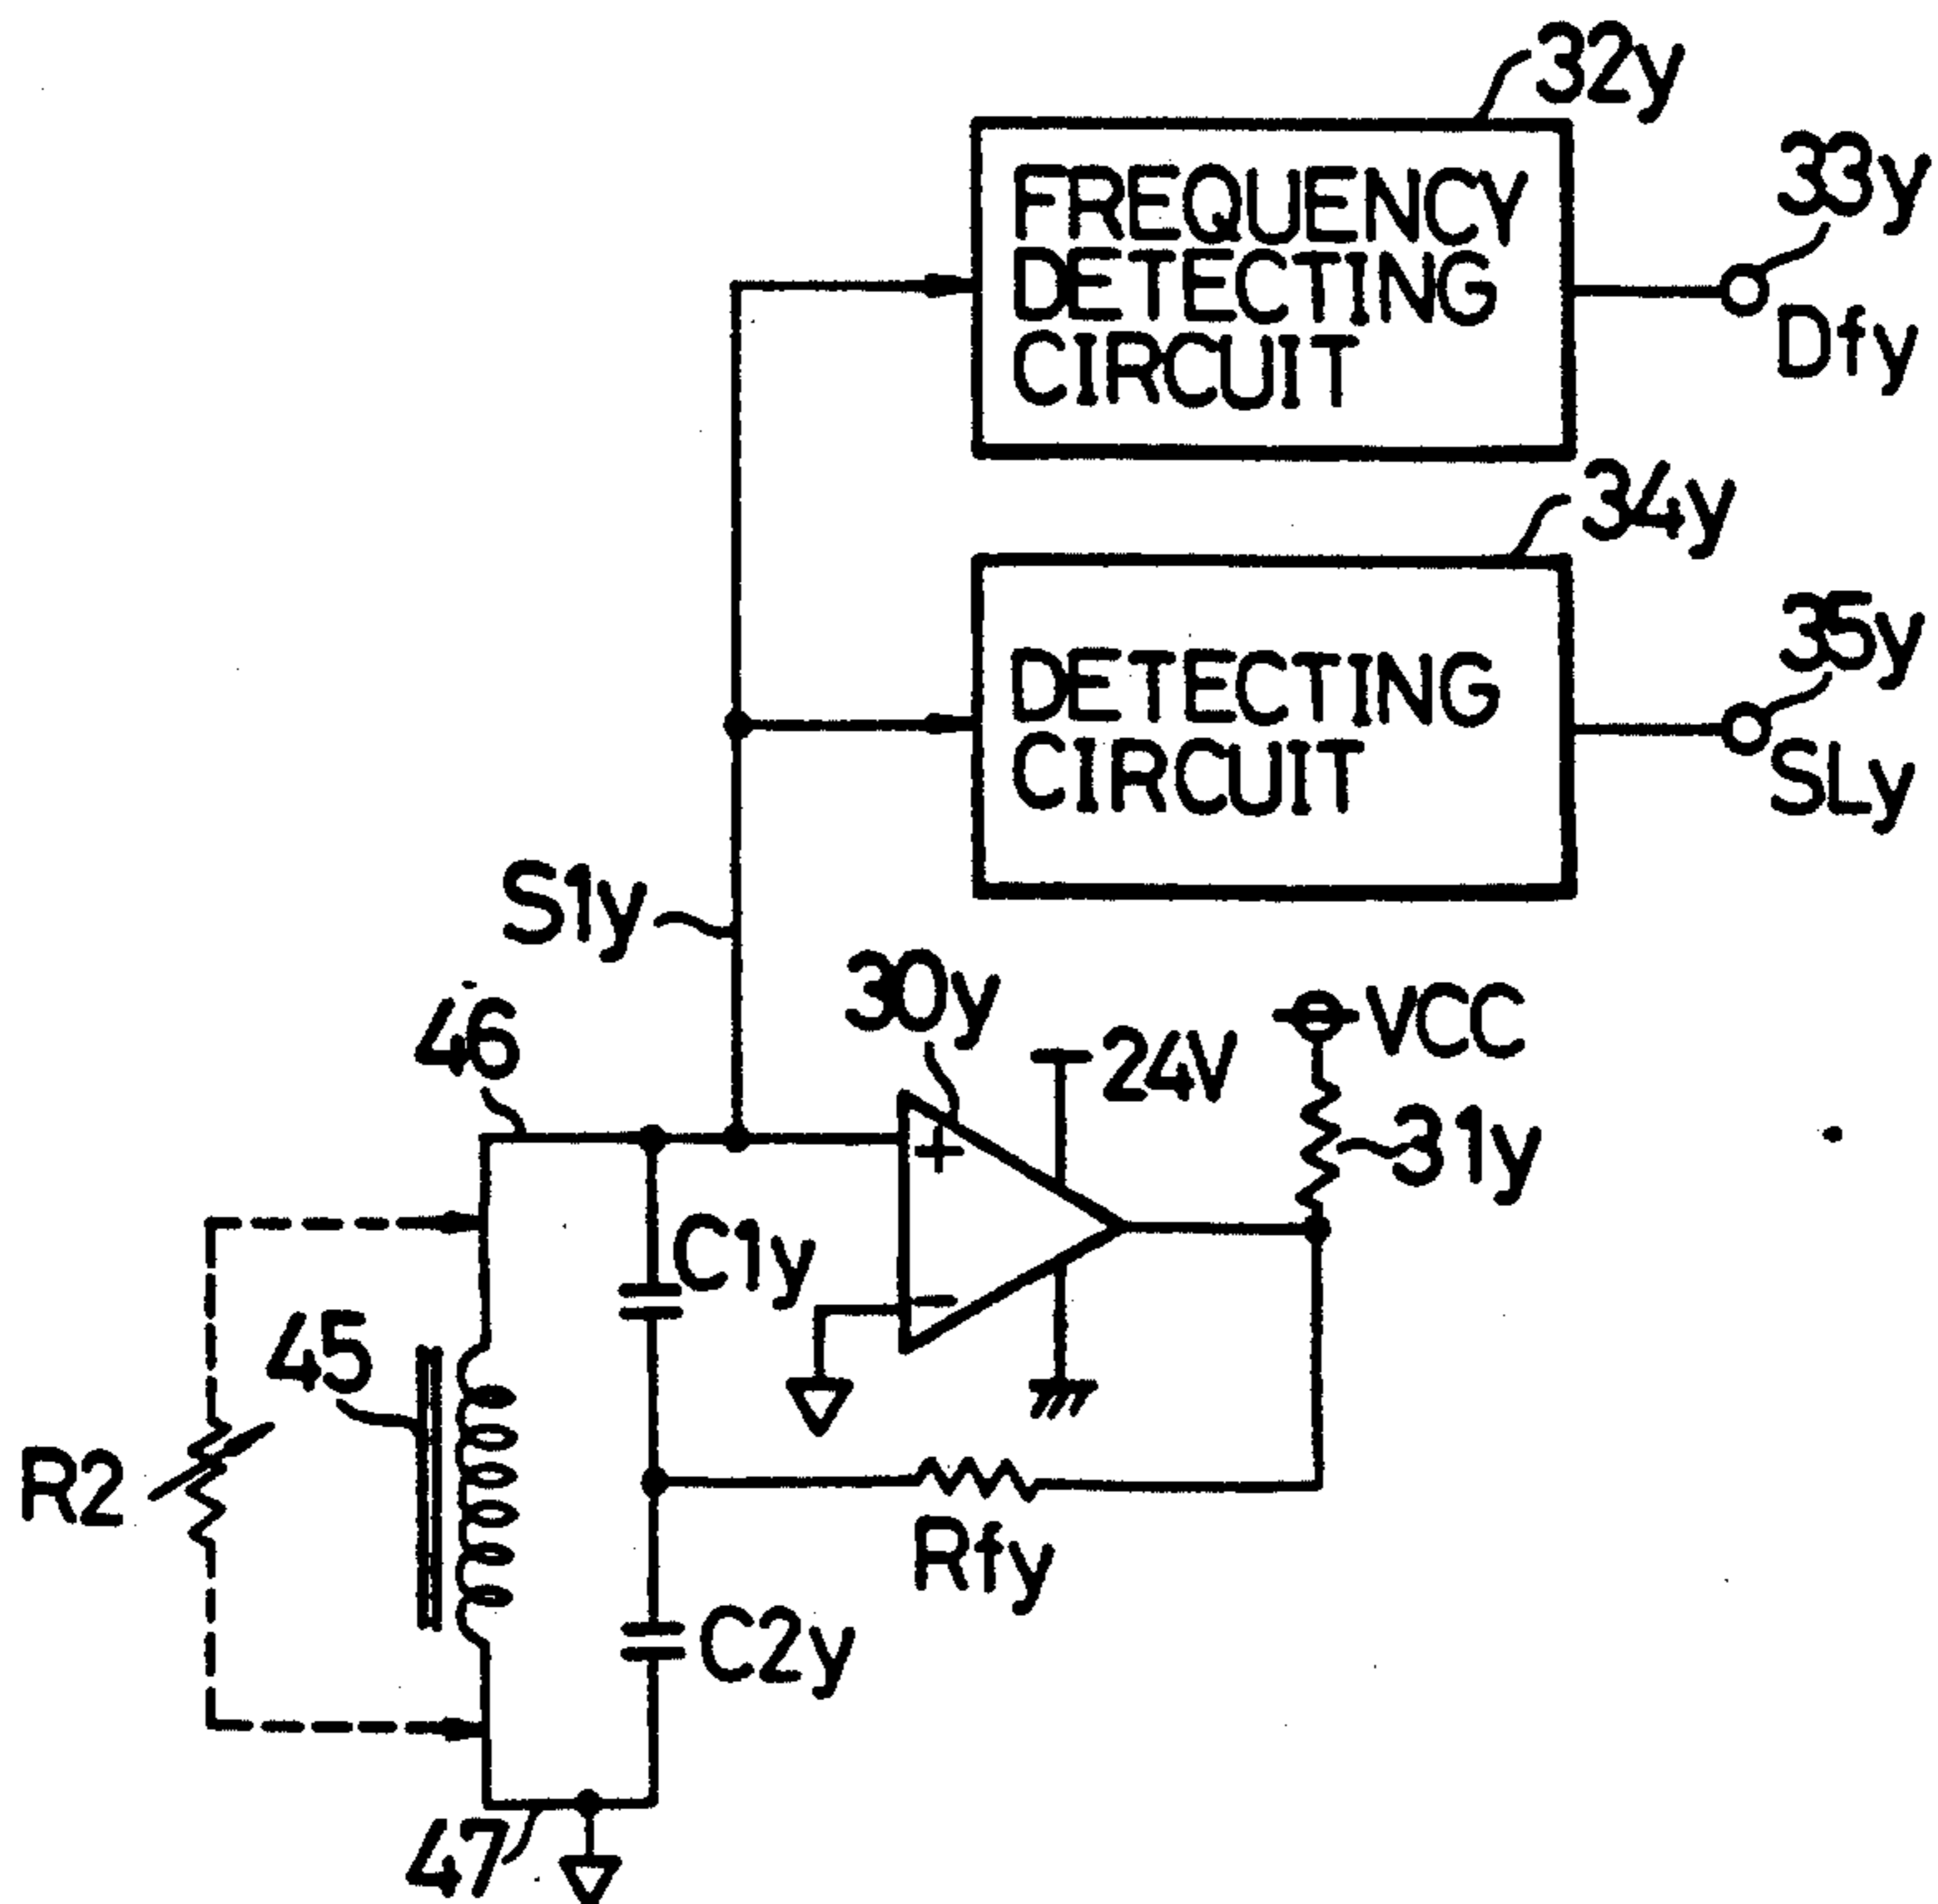 32y
FREQUENCY
DETECTING
CIRCUIT
33y
Dfy
34y
DETECTING
CIRCUIT
35y
SLy
S1y
46
30y
24V
VCC
31y
+
C1y
−
45
R2
Rfy
C2y
47